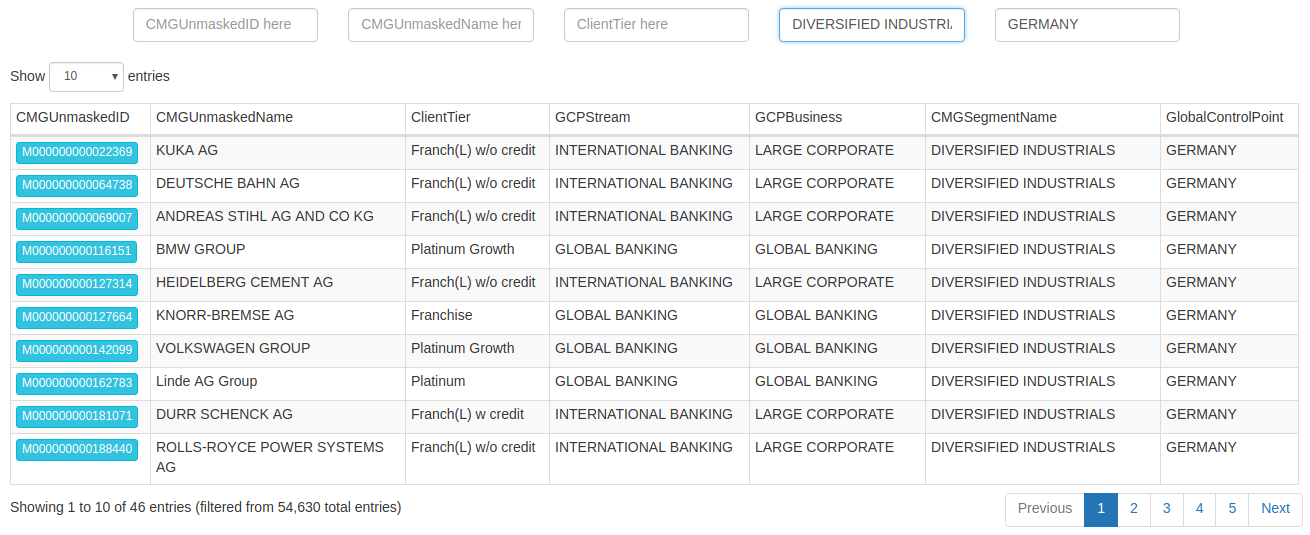 CMGUnmaskedID here CMGUnmaskedName her ClientTier here DIVERSIFIED INDUSTRI GERMANY
Show 10 entries
CMGUnmaskedID CMGUnmaskedName ClientTier GCPStream GCPBusiness CMGSegmentName GlobalControlPoint
M000000000022369 KUKA AG Franch(L) w/o credit INTERNATIONAL BANKING LARGE CORPORATE DIVERSIFIED INDUSTRIALS GERMANY
M000000000064738 DEUTSCHE BAHN AG Franch(L) w/o credit INTERNATIONAL BANKING LARGE CORPORATE DIVERSIFIED INDUSTRIALS GERMANY
M000000000069007 ANDREAS STIHL AG AND CO KG Franch(L) w/o credit INTERNATIONAL BANKING LARGE CORPORATE DIVERSIFIED INDUSTRIALS GERMANY
M000000000116151 BMW GROUP Platinum Growth GLOBAL BANKING GLOBAL BANKING DIVERSIFIED INDUSTRIALS GERMANY
M000000000127314 HEIDELBERG CEMENT AG Franch(L) w/o credit INTERNATIONAL BANKING LARGE CORPORATE DIVERSIFIED INDUSTRIALS GERMANY
M000000000127664 KNORR-BREMSE AG Franchise GLOBAL BANKING GLOBAL BANKING DIVERSIFIED INDUSTRIALS GERMANY
M000000000142099 VOLKSWAGEN GROUP Platinum Growth GLOBAL BANKING GLOBAL BANKING DIVERSIFIED INDUSTRIALS GERMANY
M000000000162783 Linde AG Group Platinum GLOBAL BANKING GLOBAL BANKING DIVERSIFIED INDUSTRIALS GERMANY
M000000000181071 DURR SCHENCK AG Franch(L) w credit INTERNATIONAL BANKING LARGE CORPORATE DIVERSIFIED INDUSTRIALS GERMANY
M000000000188440 ROLLS-ROYCE POWER SYSTEMS Franch(L) w/o credit INTERNATIONAL BANKING LARGE CORPORATE DIVERSIFIED INDUSTRIALS GERMANY
AG
Showing 1 to 10 of 46 entries (filtered from 54,630 total entries) Previous 1 2 3 4 5 Next